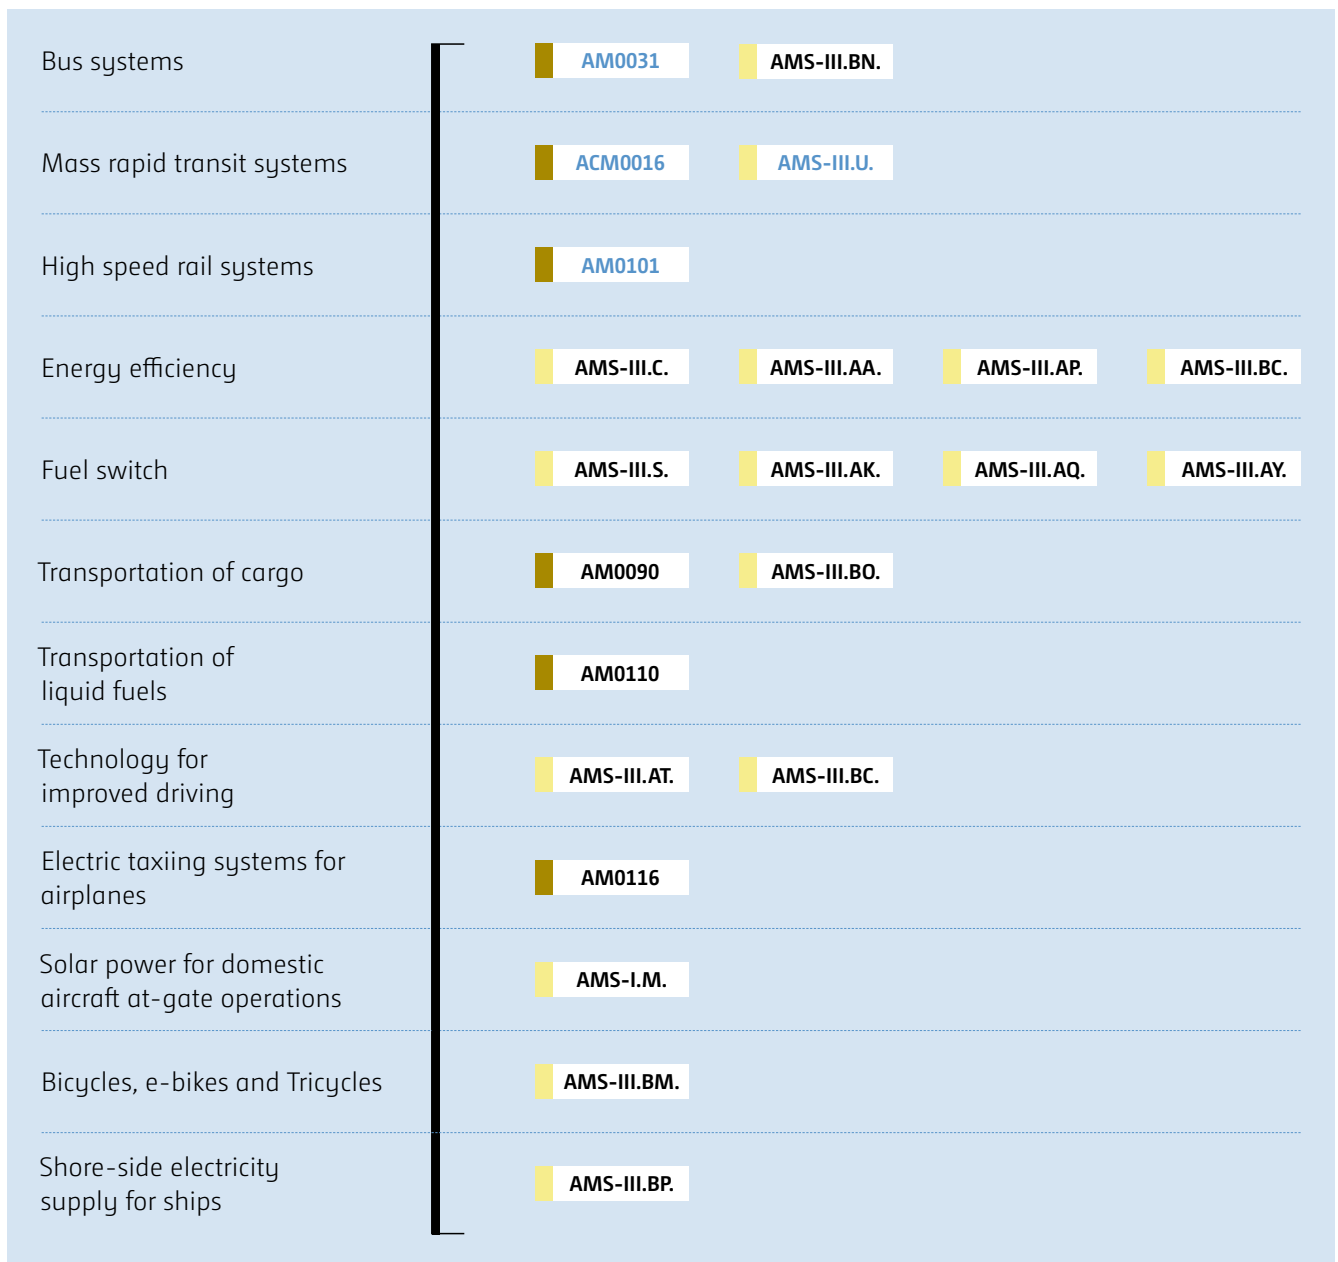 Bus systems AM0031 AMS-III.BN.
Mass rapid transit systems ACM0016 AMS-III.U.
High speed rail systems AM0101
Energy efficiency AMS-III.C. AMS-III.AA. AMS-III.AP. AMS-III.BC.
Fuel switch AMS-III.S. AMS-III.AK. AMS-III.AQ. AMS-III.AY.
Transportation of cargo AM0090 AMS-III.BO.
Transportation of
liquid fuels
AM0110
Technology for
improved driving
AMS-III.AT. AMS-III.BC.
Electric taxiing systems for
airplanes
AM0116
Solar power for domestic
aircraft at-gate operations
AMS-I.M.
Bicycles, e-bikes and Tricycles AMS-III.BM.
Shore-side electricity
supply for ships
AMS-III.BP.